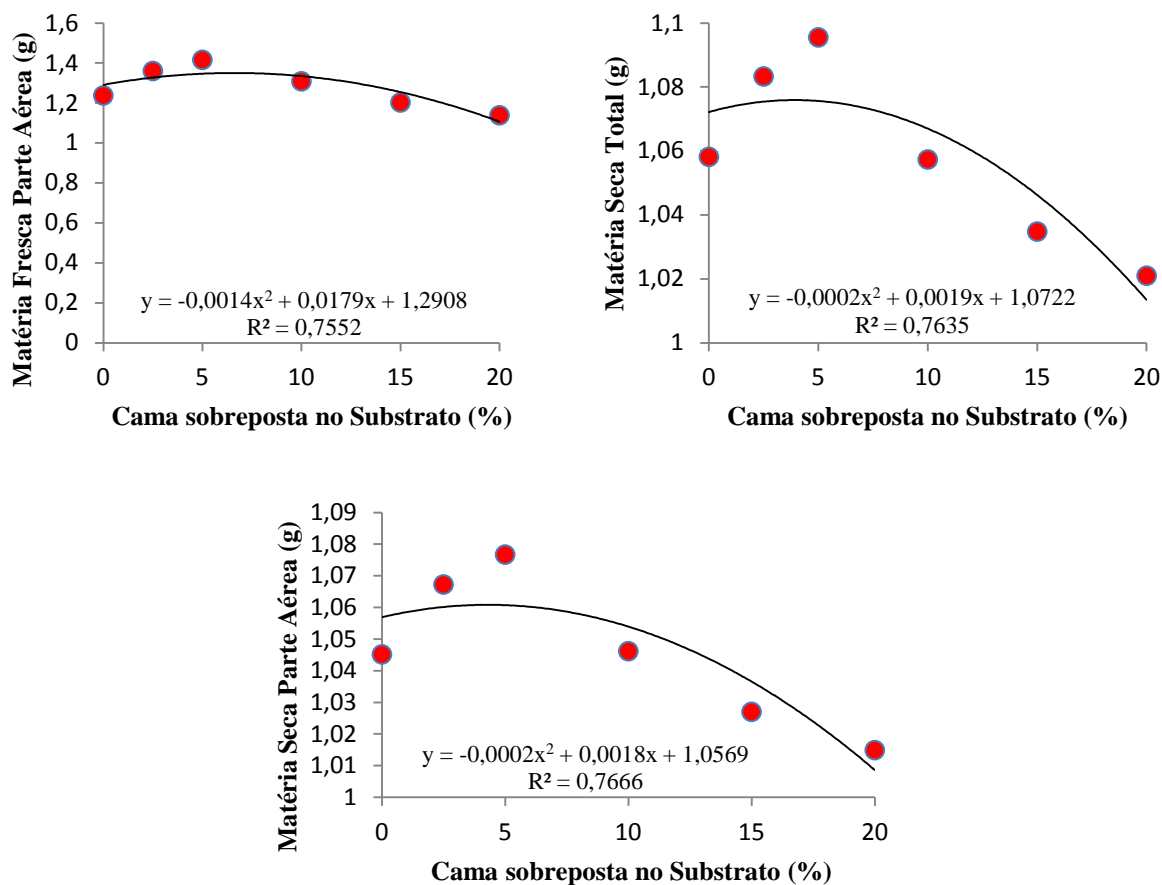 Matéria Fresca Parte Aérea (g)
1,6
1,4
1,2
1
0,8
0,6
0,4
0,2
0
y = -0,0014x² + 0,0179x + 1,2908
R² = 0,7552
0 5 10 15 20
Cama sobreposta no Substrato (%)
Matéria Seca Total (g)
1,1
1,08
1,06
1,04
1,02
1
y = -0,0002x² + 0,0019x + 1,0722
R² = 0,7635
0 5 10 15 20
Cama sobreposta no Substrato (%)
Matéria Seca Parte Aérea (g)
1,09
1,08
1,07
1,06
1,05
1,04
1,03
1,02
1,01
1
y = -0,0002x² + 0,0018x + 1,0569
R² = 0,7666
0 5 10 15 20
Cama sobreposta no Substrato (%)